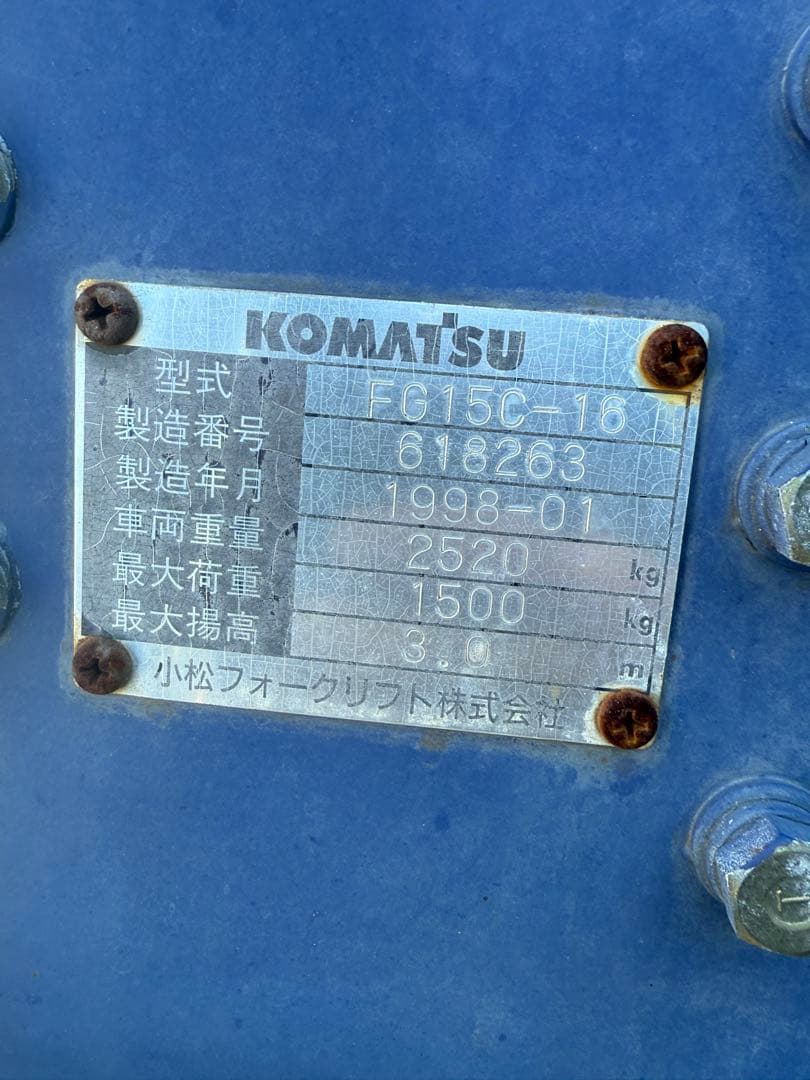 KOMATSU
型式 FG15C-16
製造番号 618263
製造年月 1998-01
車両重量 2520 kg
最大荷重 1500 kg
最大揚高 3.0 m
小松フォークリフト株式会社